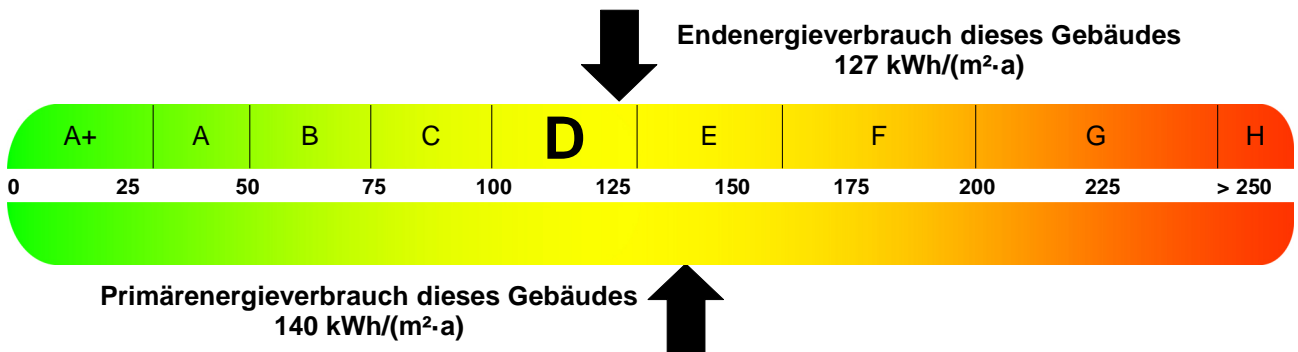 Endenergieverbrauch dieses Gebäudes
127 kWh/(m²·a)
A+ A B C D E F G H
0 25 50 75 100 125 150 175 200 225 > 250
Primärenergieverbrauch dieses Gebäudes
140 kWh/(m²·a)